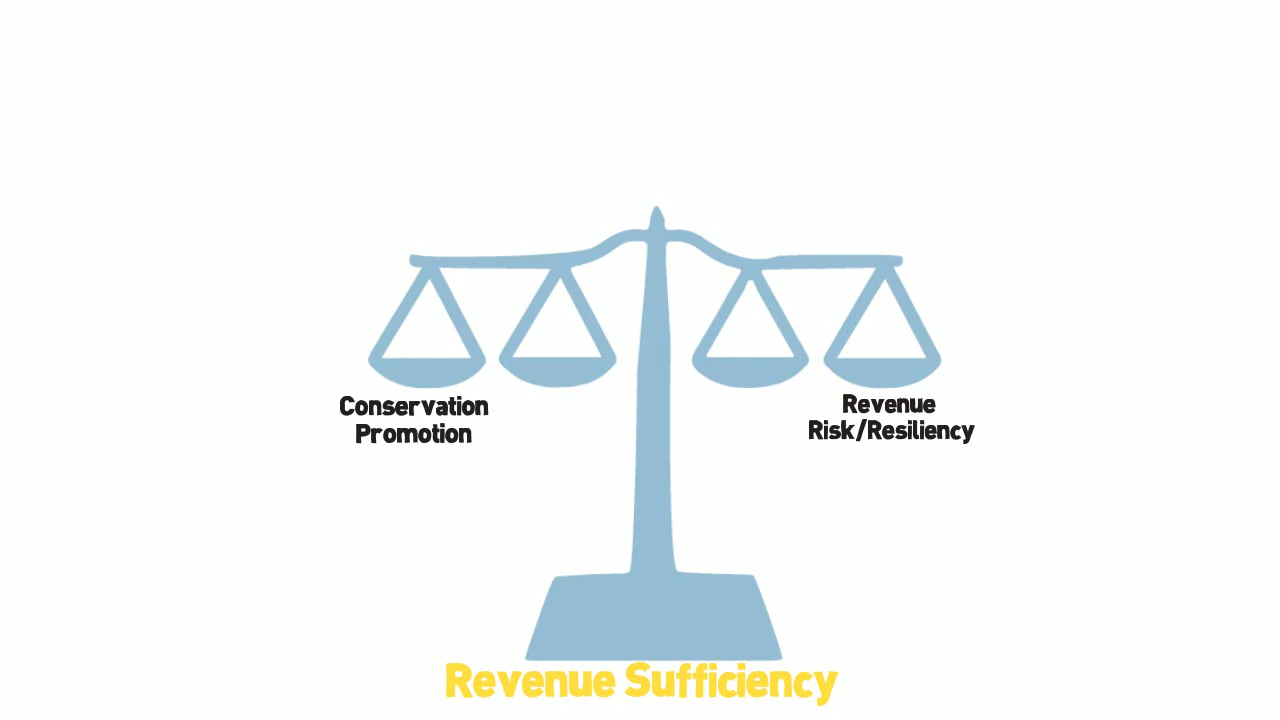 Conservation
Promotion
Revenue
Risk/Resiliency
Revenue Sufficiency